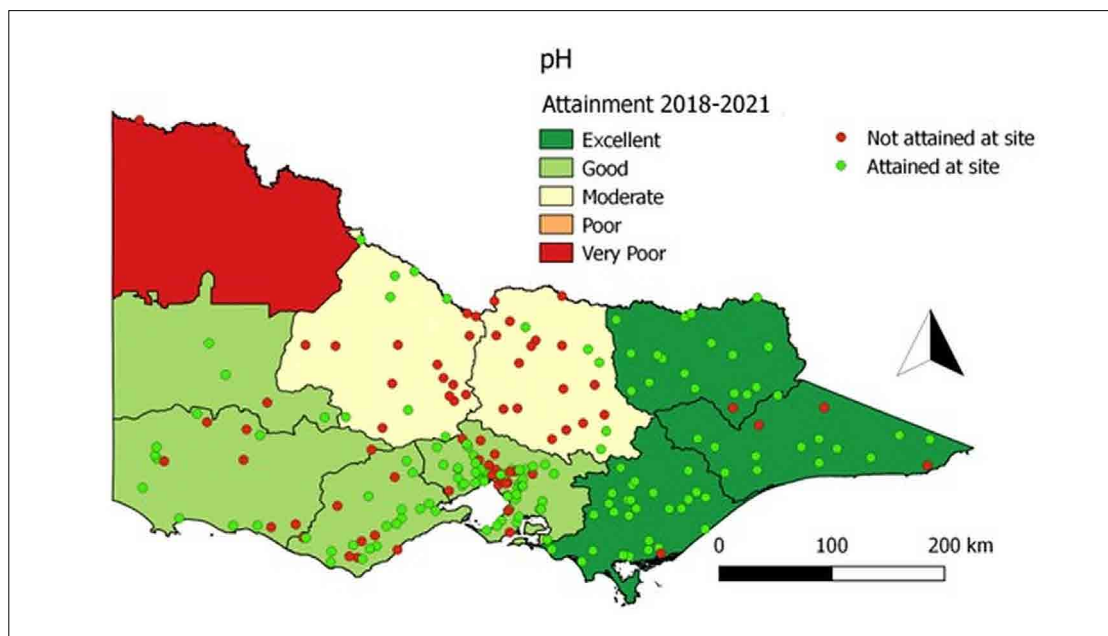 pH
Attainment 2018-2021
Excellent
Good
Moderate
Poor
Very Poor
Not attained at site
Attained at site
0 100 200 km